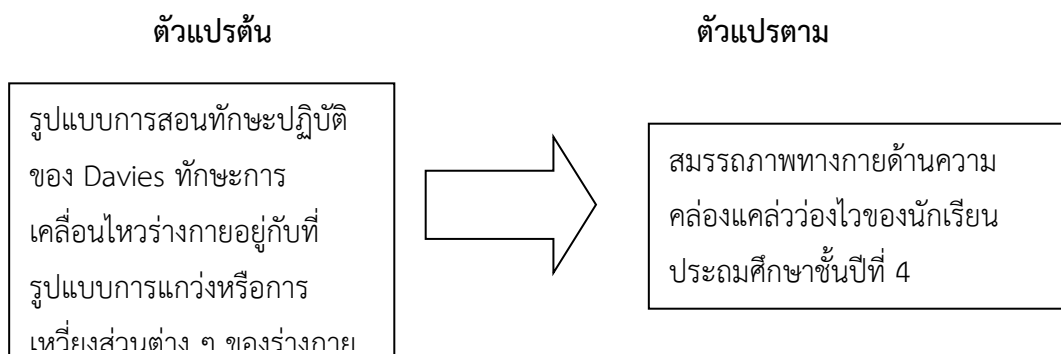 ตัวแปรต้น
ตัวแปรตาม
รูปแบบการสอนทักษะปฏิบัติ
ของ Davies ทักษะการ
เคลื่อนไหวร่างกายอยู่กับที่
รูปแบบการแกว่งหรือการ
เหวี่ยงส่วนต่าง ๆ ของร่างกาย
สมรรถภาพทางกายด้านความ
คล่องแคล่วว่องไวของนักเรียน
ประถมศึกษาชั้นปีที่ 4